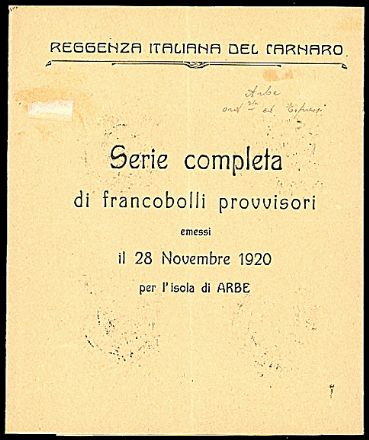 REGGENZA ITALIANA DEL CARNARO.
Arbe
Serie completa
di francobolli provvisori
emessi
il 28 Novembre 1920
per l'isola di ARBE